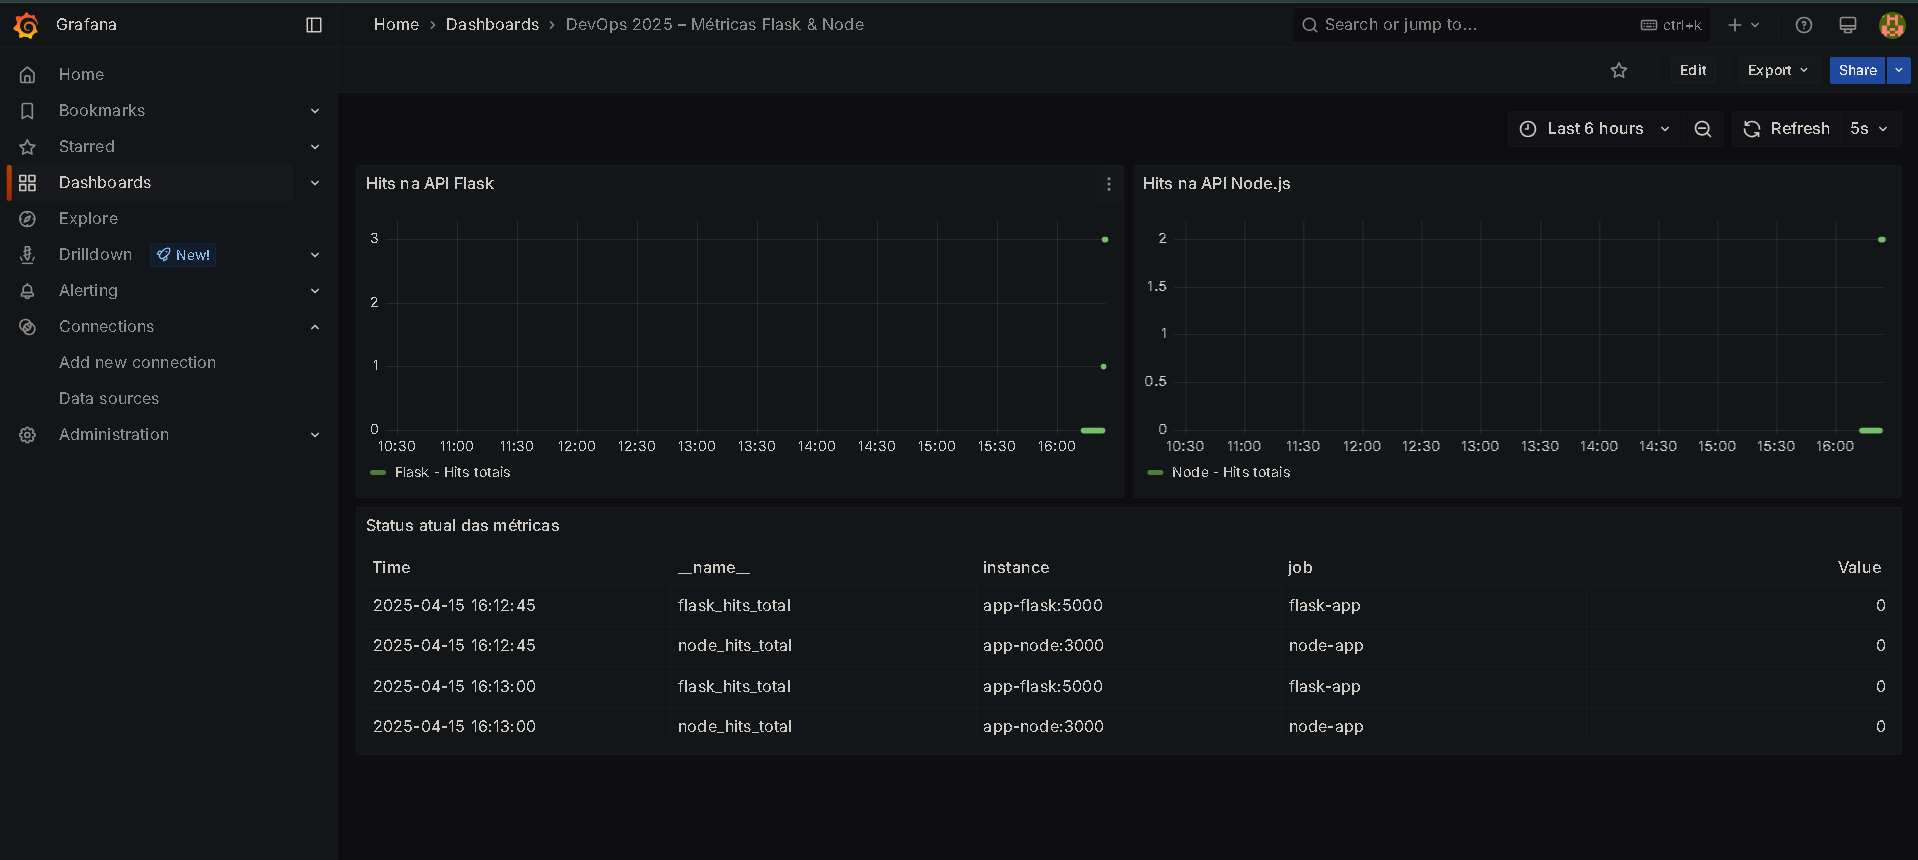 Grafana
Home › Dashboards › DevOps 2025 – Métricas Flask & Node
Search or jump to...
ctrl+k
Home
Bookmarks
Starred
Dashboards
Explore
Drilldown New!
Alerting
Connections
Add new connection
Data sources
Administration
Edit
Export
Share
Last 6 hours
Refresh
5s
Hits na API Flask
3
2
1
0
10:30 11:00 11:30 12:00 12:30 13:00 13:30 14:00 14:30 15:00 15:30 16:00
Flask - Hits totais
Hits na API Node.js
2
1.5
1
0.5
0
10:30 11:00 11:30 12:00 12:30 13:00 13:30 14:00 14:30 15:00 15:30 16:00
Node - Hits totais
Status atual das métricas
Time __name__ instance job Value
2025-04-15 16:12:45 flask_hits_total app-flask:5000 flask-app 0
2025-04-15 16:12:45 node_hits_total app-node:3000 node-app 0
2025-04-15 16:13:00 flask_hits_total app-flask:5000 flask-app 0
2025-04-15 16:13:00 node_hits_total app-node:3000 node-app 0